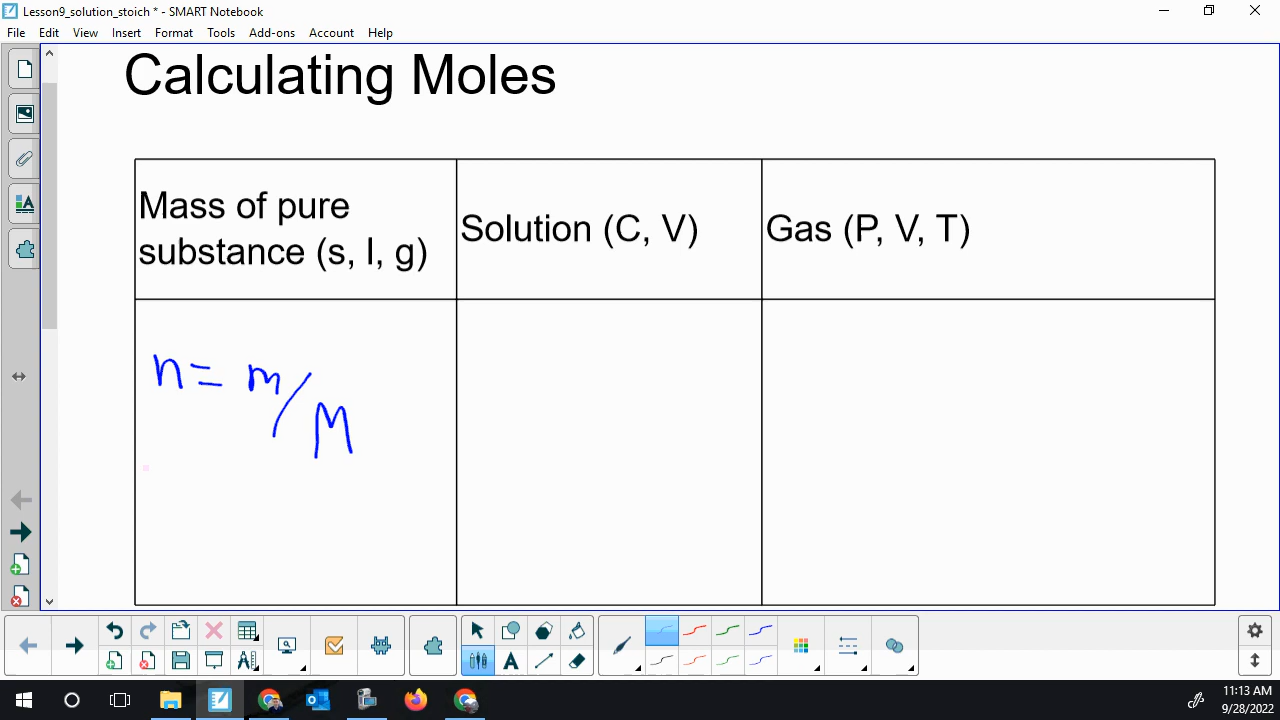 Lesson9_solution_stoich * - SMART Notebook
File Edit View Insert Format Tools Add-ons Account Help
Calculating Moles
Mass of pure
substance (s, l, g)
Solution (C, V)
Gas (P, V, T)
n = m/M
11:13 AM
9/28/2022